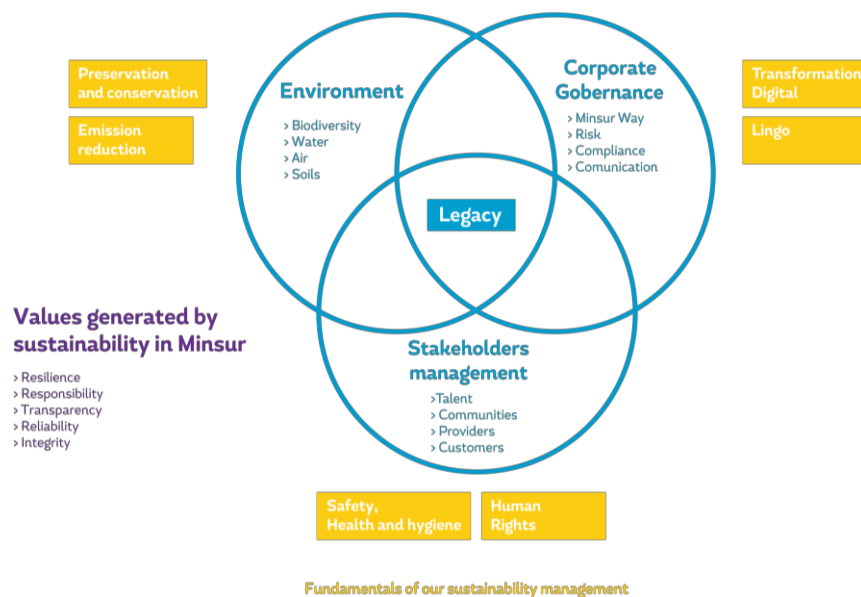 Preservation
and conservation
Emission
reduction
Environment
> Biodiversity
> Water
> Air
> Soils
Corporate
Gobernance
> Minsur Way
> Risk
> Compliance
> Comunication
Transformation
Digital
Lingo
Legacy
Values generated by
sustainability in Minsur
> Resilience
> Responsibility
> Transparency
> Reliability
> Integrity
Stakeholders
management
>Talent
> Communities
> Providers
> Customers
Safety,
Health and hygiene
Human
Rights
Fundamentals of our sustainability management